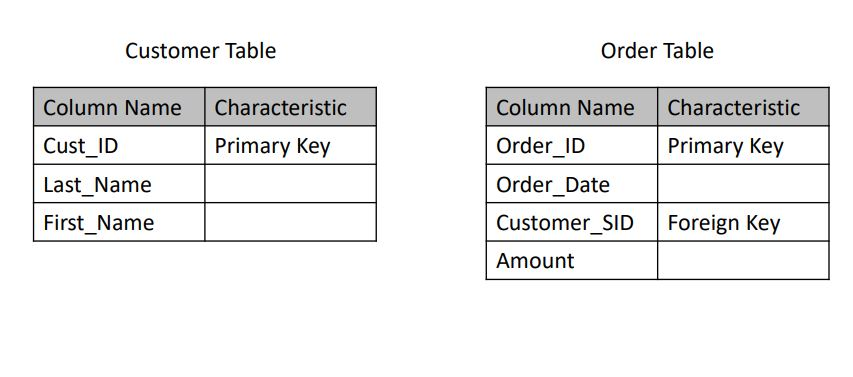 Customer Table
Column Name Characteristic
Cust_ID Primary Key
Last_Name
First_Name
Order Table
Column Name Characteristic
Order_ID Primary Key
Order_Date
Customer_SID Foreign Key
Amount